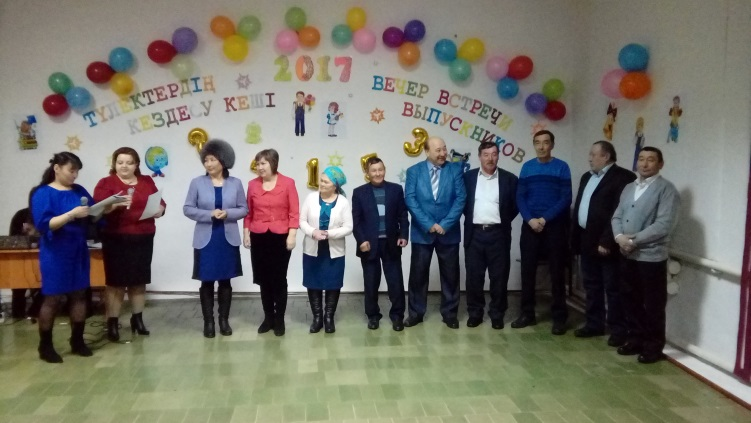 2017
ТҮЛЕКТЕРДІҢ
КЕЗДЕСУ КЕШІ
ВЕЧЕР ВСТРЕЧИ
ВЫПУСКНИКОВ